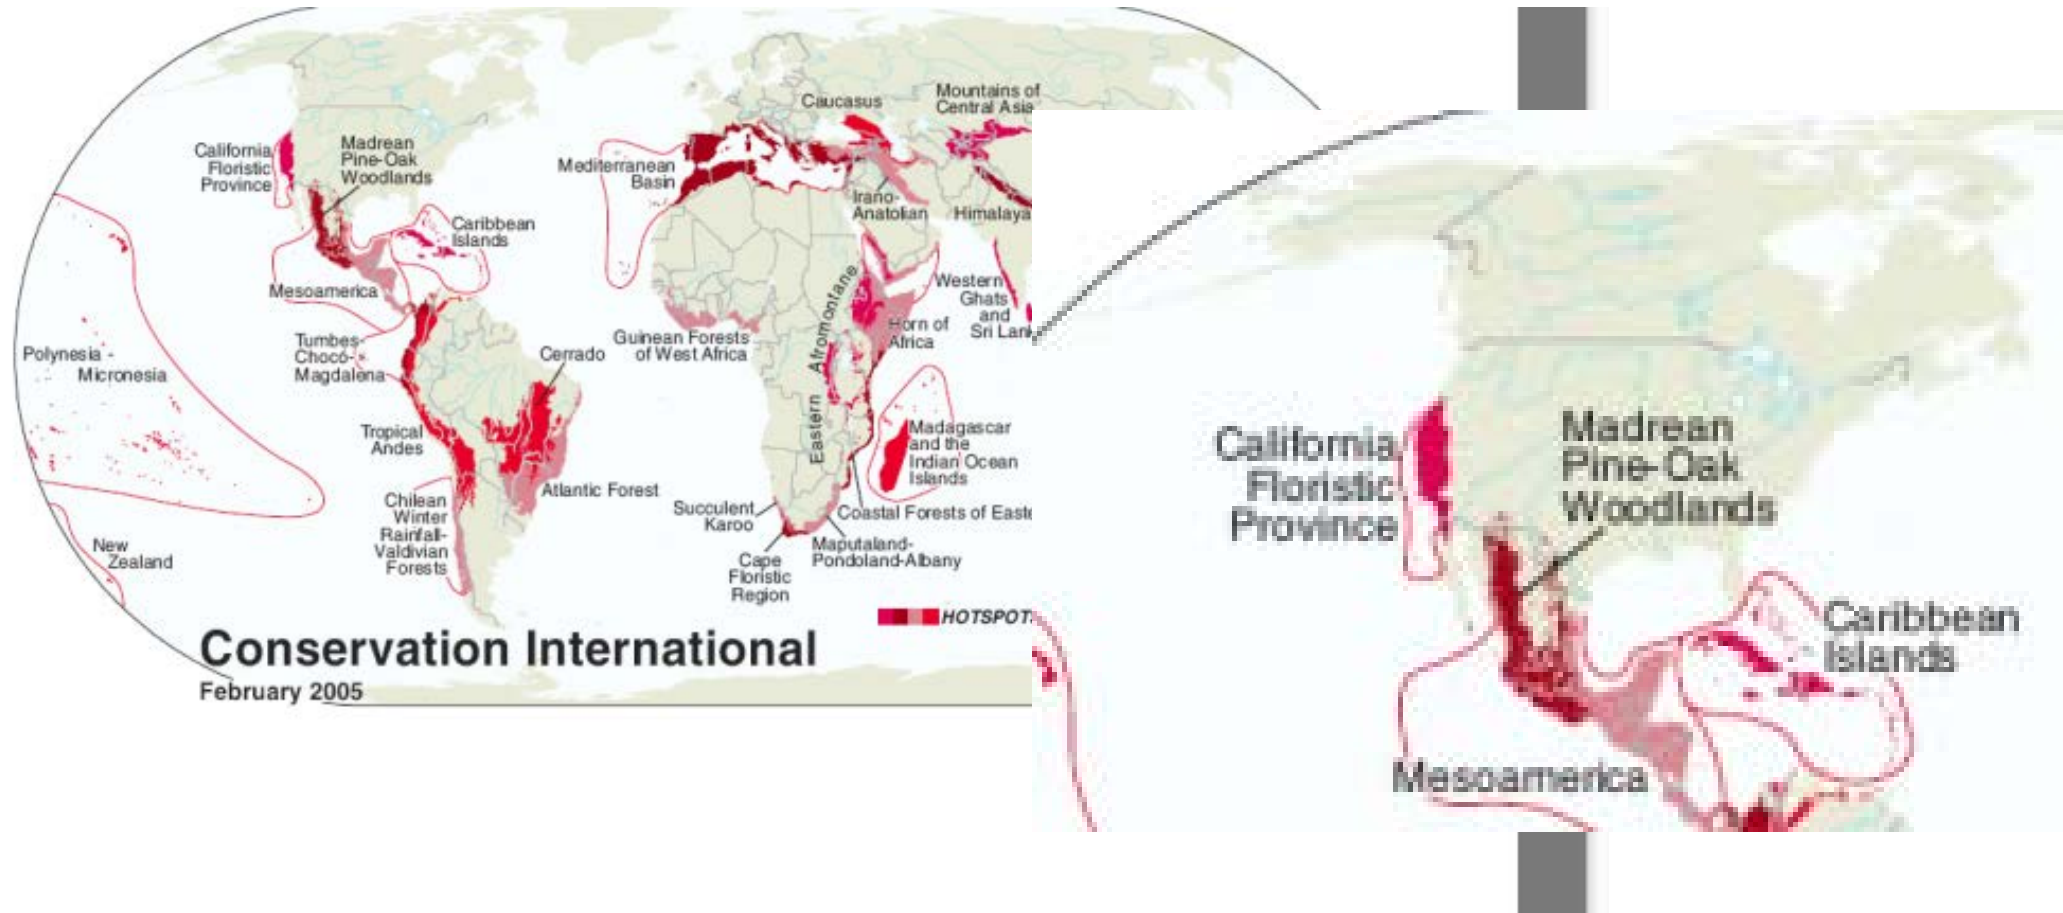 Mountains of
Central Asia
Caucasus
California
Floristic
Province
Madrean
Pine-Oak
Woodlands
Mediterranean
Basin
Irano-
Anatolian
Himalaya
Caribbean
Islands
Mesoamerica
Western
Ghats
and
Sri Lan
Eastern Afromontane
Horn of
Africa
Guinean Forests
of West Africa
Tumbes-
Chocó-
Magdalena
Cerrado
Polynesia -
Micronesia
Tropical
Andes
Madagascar
and the
Indian Ocean
Islands
Atlantic Forest
Chilean
Winter
Rainfall-
Valdivian
Forests
Succulent
Karoo
Coastal Forests of Easte
New
Zealand
Maputaland-
Pondoland-Albany
Cape
Floristic
Region
HOTSPOTS
Conservation International
February 2005
California
Floristic
Province
Madrean
Pine-Oak
Woodlands
Caribbean
Islands
Mesoamerica